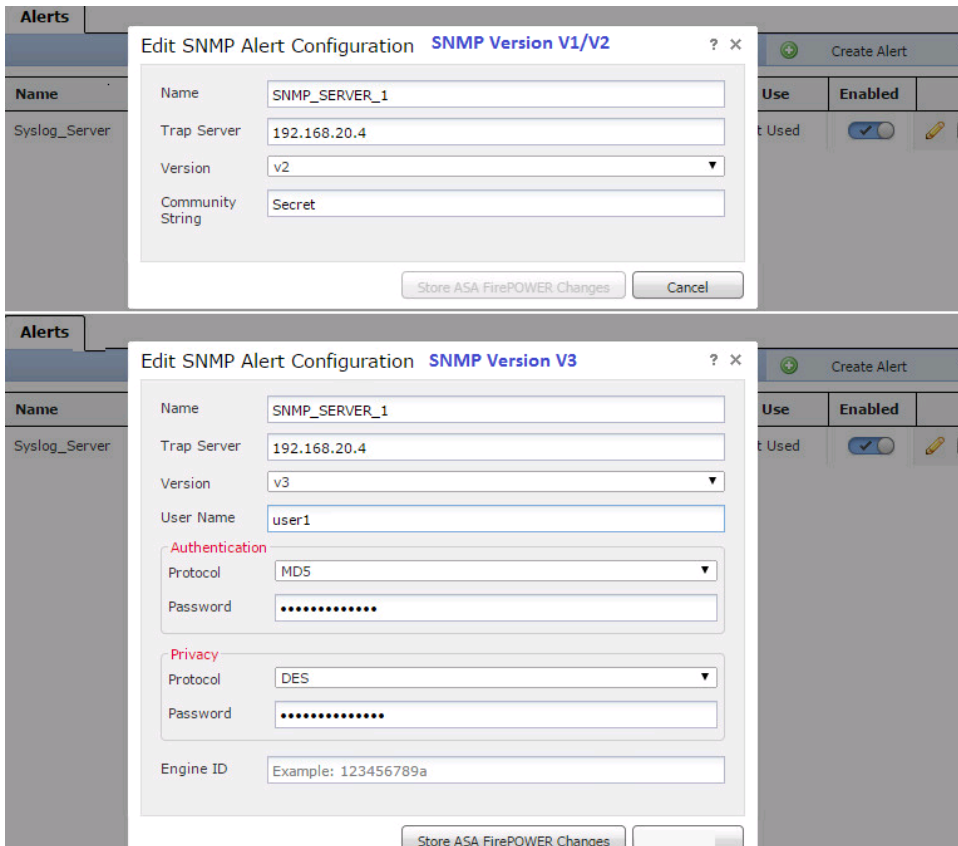 Alerts
Edit SNMP Alert Configuration SNMP Version V1/V2 ? ×
Create Alert
Name Use Enabled
Syslog_Server t Used
Name SNMP_SERVER_1
Trap Server 192.168.20.4
Version v2
Community String Secret
Store ASA FirePOWER Changes Cancel
Alerts
Edit SNMP Alert Configuration SNMP Version V3 ? ×
Create Alert
Name Use Enabled
Syslog_Server t Used
Name SNMP_SERVER_1
Trap Server 192.168.20.4
Version v3
User Name user1
Authentication
Protocol MD5
Password •••••••••••••
Privacy
Protocol DES
Password ••••••••••••••
Engine ID Example: 123456789a
Store ASA FirePOWER Changes